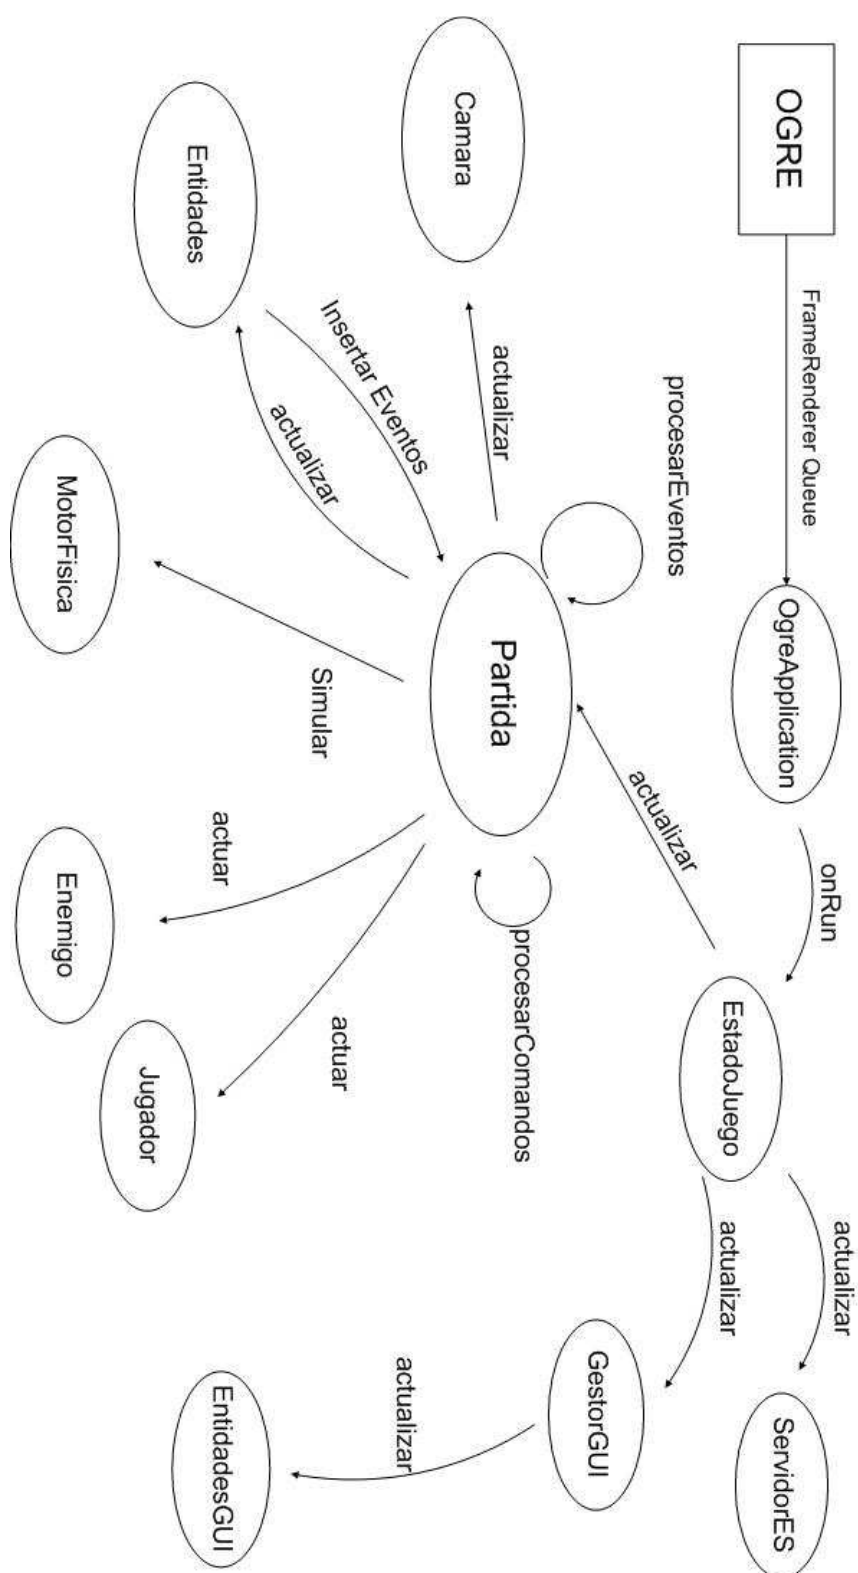 OGRE
FrameRenderer Queue
OgreApplication
onRun
EstadoJuego
actualizar
ServidorES
actualizar
GestorGUI
actualizar
EntidadesGUI
actualizar
procesarEventos
Partida
procesarComandos
actualizar
Camara
Insertar Eventos
actualizar
Entidades
Simular
MotorFisica
actuar
Enemigo
actuar
Jugador